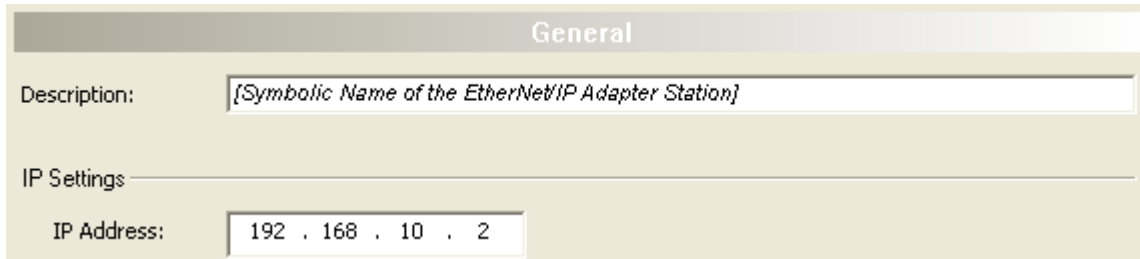 General
Description: [Symbolic Name of the EtherNet/IP Adapter Station]
IP Settings
IP Address: 192 . 168 . 10 . 2